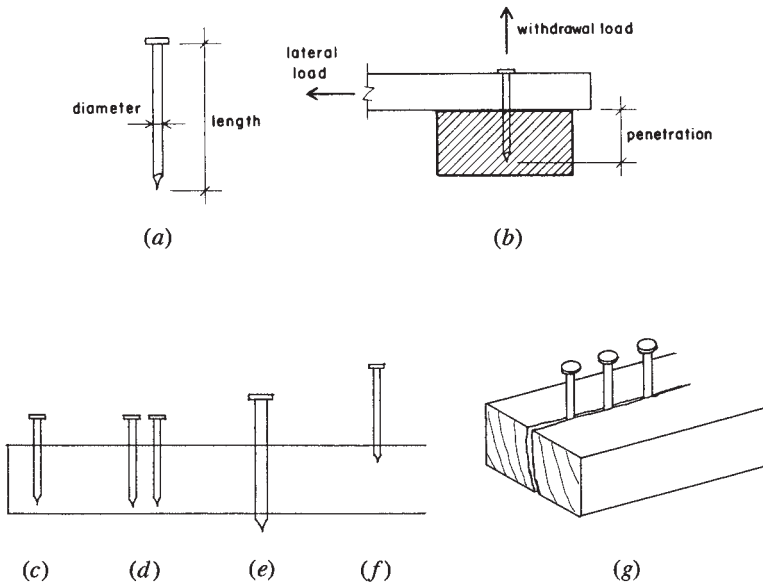 diameter
length
(a)
lateral
load
withdrawal load
penetration
(b)
(c)
(d)
(e)
(f)
(g)